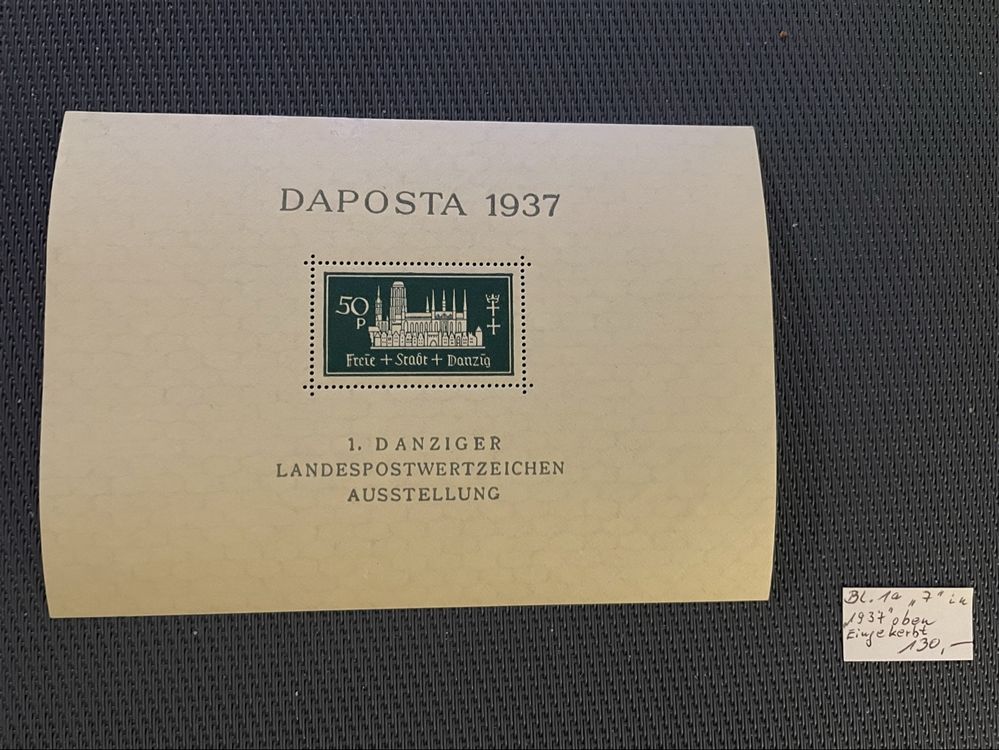 DAPOSTA 1937
50
P
Freie + Stadt + Danzig
1. DANZIGER
LANDESPOSTWERTZEICHEN
AUSSTELLUNG
Bl. 1a „7" in
„1937" oben
Eingekerbt
130,-